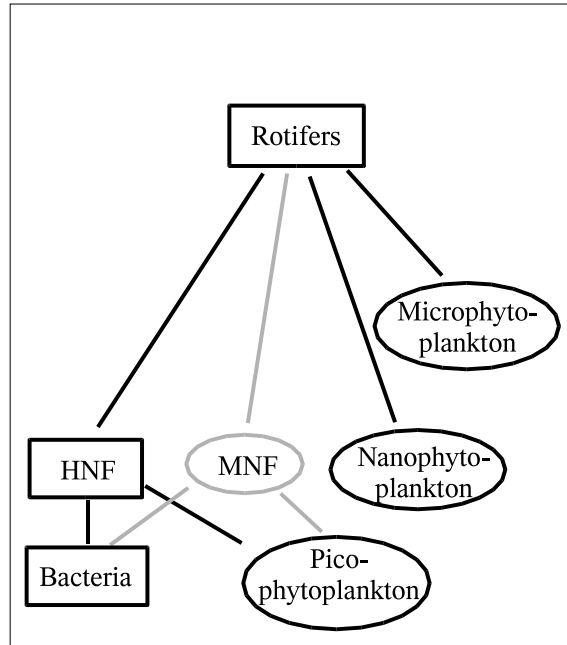 Rotifers
Microphyto-
plankton
HNF
MNF
Nanophyto-
plankton
Bacteria
Pico-
phytoplankton